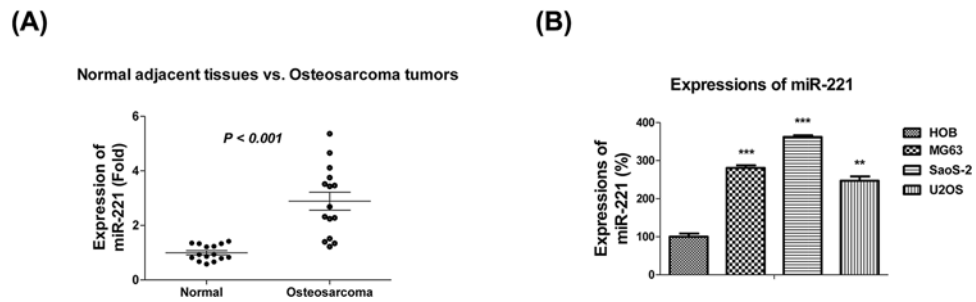 (A)
Normal adjacent tissues vs. Osteosarcoma tumors
Expression of
miR-221 (Fold)
6
4
2
0
P < 0.001
Normal
Osteosarcoma
(B)
Expressions of miR-221
Expressions of
miR-221 (%)
400
300
200
100
0
***
***
**
HOB
MG63
SaoS-2
U2OS